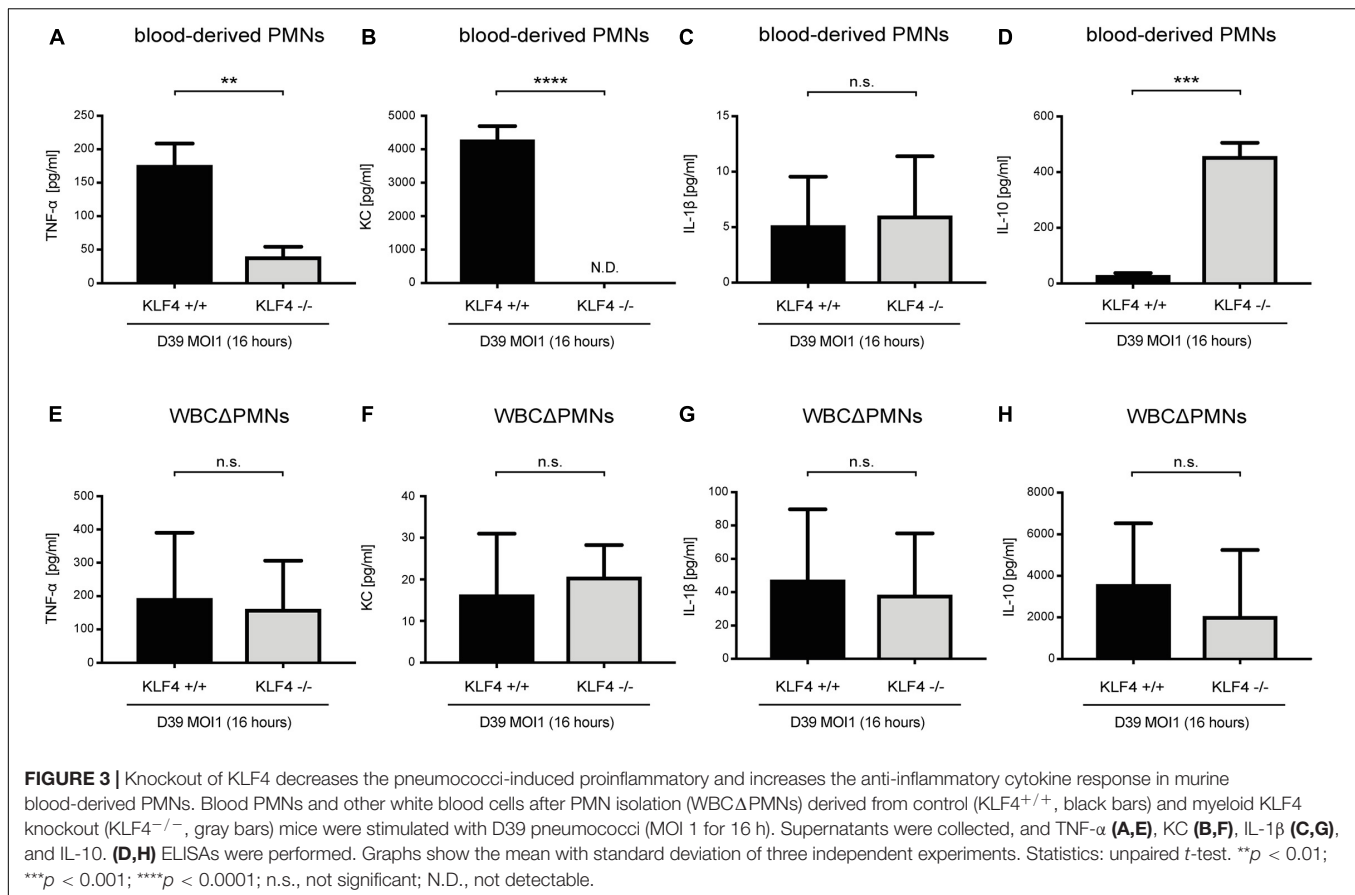 A blood-derived PMNs
**
TNF-α [pg/ml]
250
200
150
100
50
0
KLF4 +/+ KLF4 -/-
D39 MOI1 (16 hours)
B blood-derived PMNs
****
KC [pg/ml]
5000
4000
3000
2000
1000
0
N.D.
KLF4 +/+ KLF4 -/-
D39 MOI1 (16 hours)
C blood-derived PMNs
n.s.
IL-1β [pg/ml]
15
10
5
0
KLF4 +/+ KLF4 -/-
D39 MOI1 (16 hours)
D blood-derived PMNs
***
IL-10 [pg/ml]
600
400
200
0
KLF4 +/+ KLF4 -/-
D39 MOI1 (16 hours)
E WBCΔPMNs
n.s.
TNF-α [pg/ml]
500
400
300
200
100
0
KLF4 +/+ KLF4 -/-
D39 MOI1 (16 hours)
F WBCΔPMNs
n.s.
KC [pg/ml]
40
30
20
10
0
KLF4 +/+ KLF4 -/-
D39 MOI1 (16 hours)
G WBCΔPMNs
n.s.
IL-1β [pg/ml]
100
80
60
40
20
0
KLF4 +/+ KLF4 -/-
D39 MOI1 (16 hours)
H WBCΔPMNs
n.s.
IL-10 [pg/ml]
8000
6000
4000
2000
0
KLF4 +/+ KLF4 -/-
D39 MOI1 (16 hours)
FIGURE 3 | Knockout of KLF4 decreases the pneumococci-induced proinflammatory and increases the anti-inflammatory cytokine response in murine
blood-derived PMNs. Blood PMNs and other white blood cells after PMN isolation (WBCΔPMNs) derived from control (KLF4+/+, black bars) and myeloid KLF4
knockout (KLF4−/−, gray bars) mice were stimulated with D39 pneumococci (MOI 1 for 16 h). Supernatants were collected, and TNF-α (A,E), KC (B,F), IL-1β (C,G),
and IL-10. (D,H) ELISAs were performed. Graphs show the mean with standard deviation of three independent experiments. Statistics: unpaired t-test. **p < 0.01;
***p < 0.001; ****p < 0.0001; n.s., not significant; N.D., not detectable.